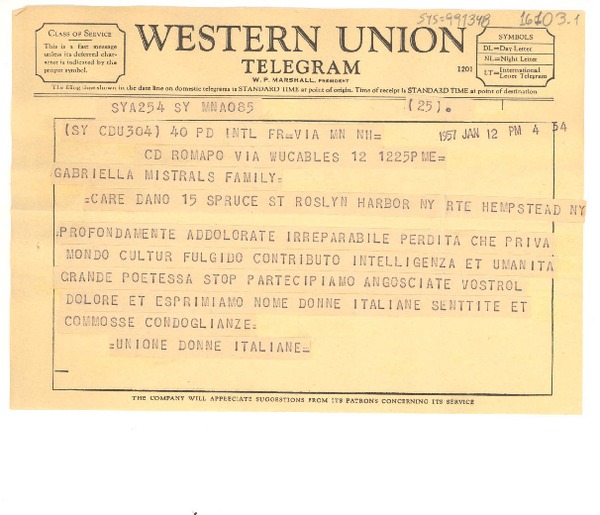 SYS=991348 16103.1
CLASS OF SERVICE
This is a fast message
unless its deferred char-
acter is indicated by the
proper symbol.
WESTERN UNION
TELEGRAM
W. P. MARSHALL, PRESIDENT
1201
SYMBOLS
DL=Day Letter
NL=Night Letter
LT=International Letter Telegram
The filing time shown in the date line on domestic telegrams is STANDARD TIME at point of origin. Time of receipt is STANDARD TIME at point of destination
SYA254 SY MNA085 (25).
(SY CDU304) 40 PD INTL FR=VIA MN NH= 1957 JAN 12 PM 4 54
CD ROMAPO VIA WUCABLES 12 1225PME=
GABRIELLA MISTRALS FAMILY=
=CARE DANO 15 SPRUCE ST ROSLYN HARBOR NY RTE HEMPSTEAD NY
PROFONDAMENTE ADDOLORATE IRREPARABILE PERDITA CHE PRIVA
MONDO CULTUR FULGIDO CONTRIBUTO INTELLIGENZA ET UMANITA
GRANDE POETESSA STOP PARTECIPIAMO ANGOSCIATE VOSTROL
DOLORE ET ESPRIMIAMO NOME DONNE ITALIANE SENTTITE ET
COMMOSSE CONDOGLIANZE=
=UNIONE DONNE ITALIANE=
THE COMPANY WILL APPRECIATE SUGGESTIONS FROM ITS PATRONS CONCERNING ITS SERVICE